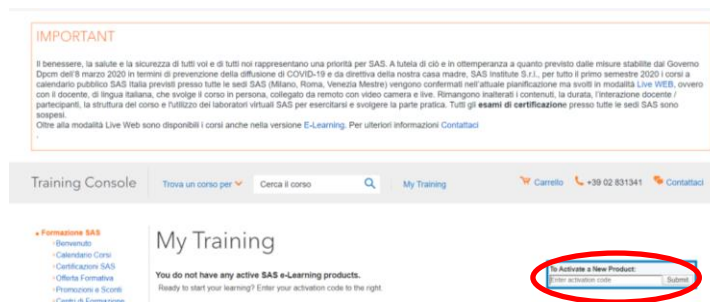 IMPORTANT
Il benessere, la salute e la sicurezza di tutti voi e di tutti noi rappresentano una priorità per SAS. A tutela di ciò e in ottemperanza a quanto previsto dalle misure stabilite dal Governo
Dpcm dell'8 marzo 2020 in termini di prevenzione della diffusione di COVID-19 e da direttiva della nostra casa madre, SAS Institute S.r.l., per tutto il primo semestre 2020 i corsi a
calendario pubblico SAS Italia previsti presso tutte le sedi SAS (Milano, Roma, Venezia Mestre) vengono confermati nell'attuale pianificazione ma svolti in modalità Live WEB, ovvero
con il docente, di lingua italiana, che svolge il corso in persona, collegato da remoto con video camera e live. Rimangono inalterati i contenuti, la durata, l'interazione docente /
partecipanti, la struttura del corso e l'utilizzo dei laboratori virtuali SAS per esercitarsi e svolgere la parte pratica. Tutti gli esami di certificazione presso tutte le sedi SAS sono
sospesi.
Oltre alla modalità Live Web sono disponibili i corsi anche nella versione E-Learning. Per ulteriori informazioni Contattaci
.
Training Console Trova un corso per Cerca il corso My Training Carrello +39 02 831341 Contattaci
Formazione SAS
Benvenuto
Calendario Corsi
Certificazioni SAS
Offerta Formativa
Promozioni e Sconti
Centri di Formazione
My Training
You do not have any active SAS e-Learning products.
Ready to start your learning? Enter your activation code to the right.
To Activate a New Product:
Enter activation code Submit